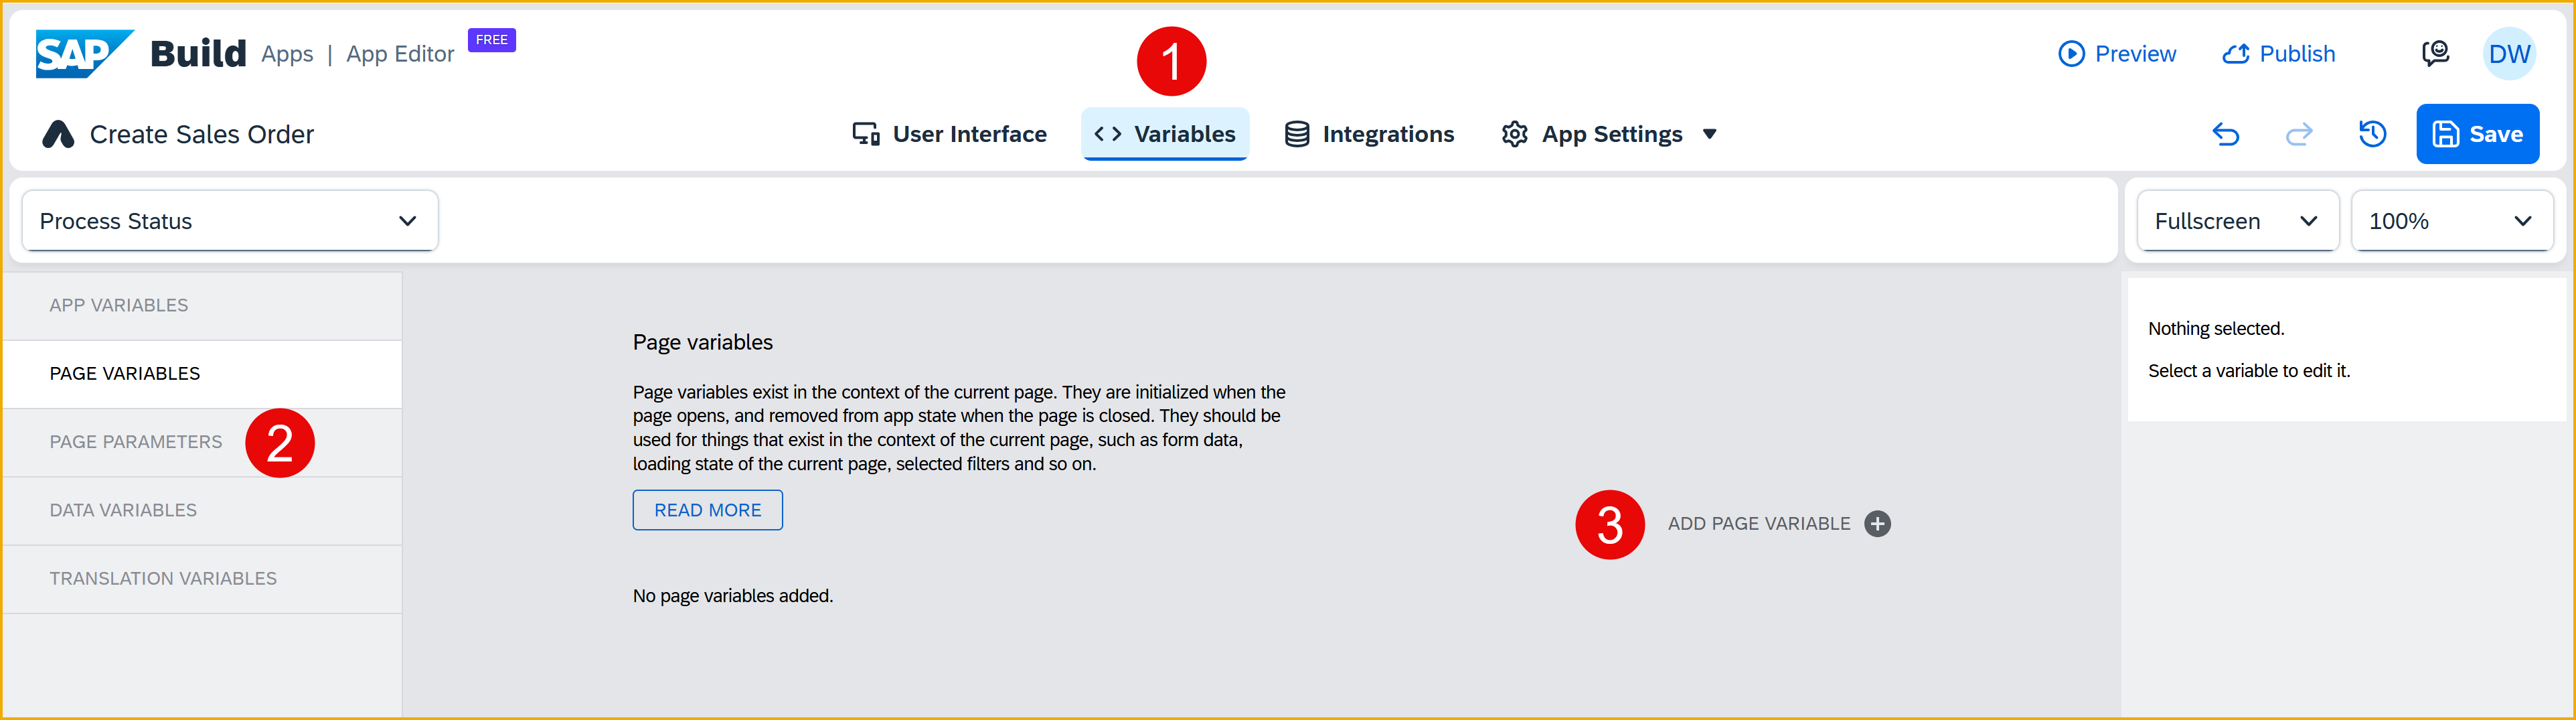 SAP Build Apps | App Editor FREE
1
Preview Publish DW
Create Sales Order
User Interface <> Variables Integrations App Settings
Save
Process Status
Fullscreen 100%
APP VARIABLES
PAGE VARIABLES
PAGE PARAMETERS 2
DATA VARIABLES
TRANSLATION VARIABLES
Page variables
Page variables exist in the context of the current page. They are initialized when the
page opens, and removed from app state when the page is closed. They should be
used for things that exist in the context of the current page, such as form data,
loading state of the current page, selected filters and so on.
READ MORE
3 ADD PAGE VARIABLE +
No page variables added.
Nothing selected.
Select a variable to edit it.